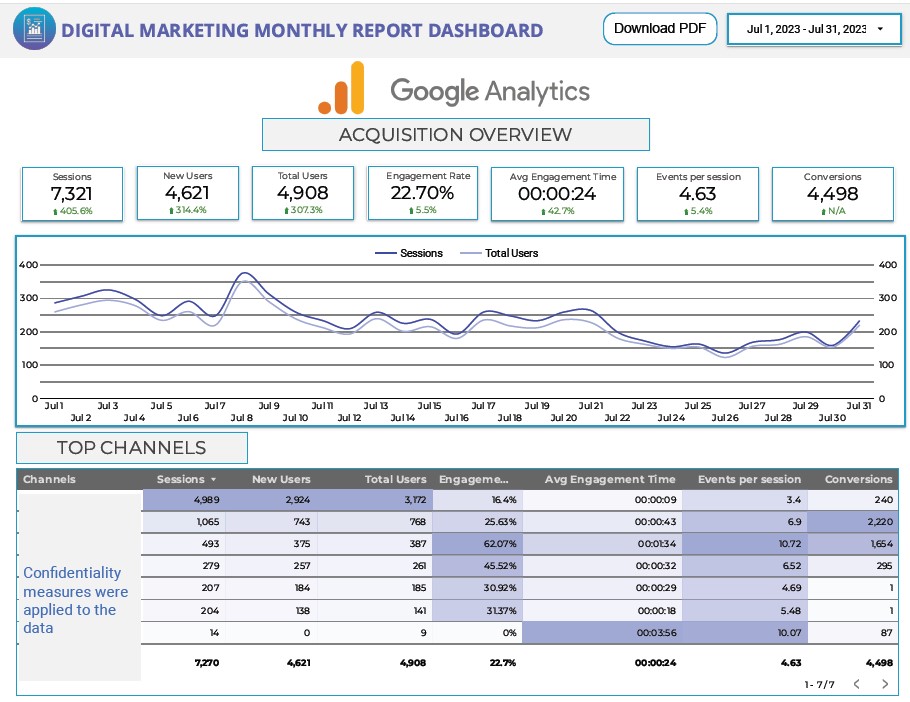 DIGITAL MARKETING MONTHLY REPORT DASHBOARD
Download PDF
Jul 1, 2023 - Jul 31, 2023
Google Analytics
ACQUISITION OVERVIEW
Sessions New Users Total Users Engagement Rate Avg Engagement Time Events per session Conversions
7,321 4,621 4,908 22.70% 00:00:24 4.63 4,498
405.6% 314.4% 307.3% 5.5% 42.7% 5.4% N/A
Sessions Total Users
400 400
300 300
200 200
100 100
0 0
Jul 1 Jul 3 Jul 5 Jul 7 Jul 9 Jul 11 Jul 13 Jul 15 Jul 17 Jul 19 Jul 21 Jul 23 Jul 25 Jul 27 Jul 29 Jul 31
Jul 2 Jul 4 Jul 6 Jul 8 Jul 10 Jul 12 Jul 14 Jul 16 Jul 18 Jul 20 Jul 22 Jul 24 Jul 26 Jul 28 Jul 30
TOP CHANNELS
Channels Sessions New Users Total Users Engageme... Avg Engagement Time Events per session Conversions
4,989 2,924 3,172 16.4% 00:00:09 3.4 240
1,065 743 768 25.63% 00:00:43 6.9 2,220
493 375 387 62.07% 00:01:34 10.72 1,654
279 257 261 45.52% 00:00:32 6.52 295
207 184 185 30.92% 00:00:29 4.69 1
204 138 141 31.37% 00:00:18 5.48 1
14 0 9 0% 00:03:56 10.07 87
Confidentiality
measures were
applied to the
data
7,270 4,621 4,908 22.7% 00:00:24 4.63 4,498
1 - 7 / 7